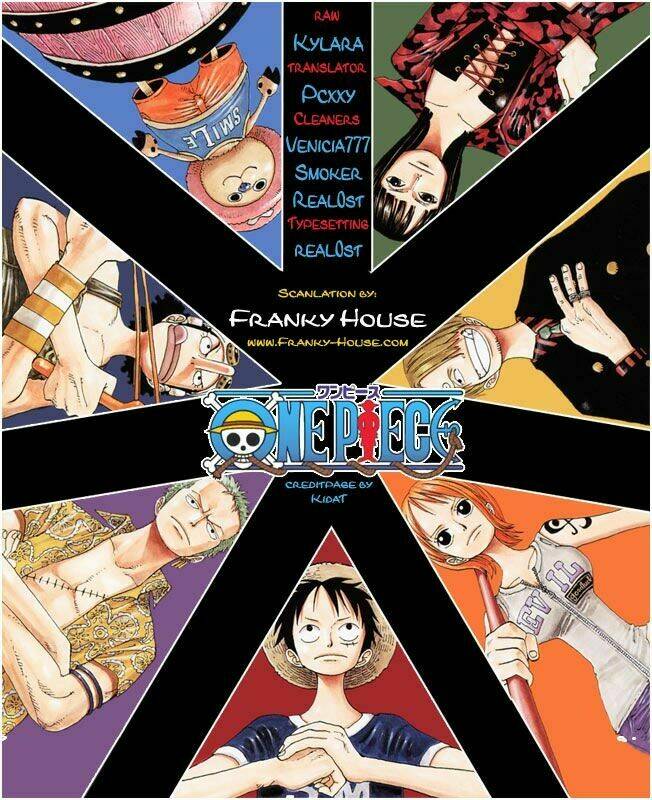 RAW
KYLARA
TRANSLATOR
PCXXY
CLEANERS
VENICIA777
SMOKER
REAL0ST
TYPESETTING
REAL0ST
SCANLATION BY:
FRANKY HOUSE
WWW.FRANKY-HOUSE.COM
ワンピース
ONE PIECE
CREDITPAGE BY
KIDAT
SMILE
EVIL